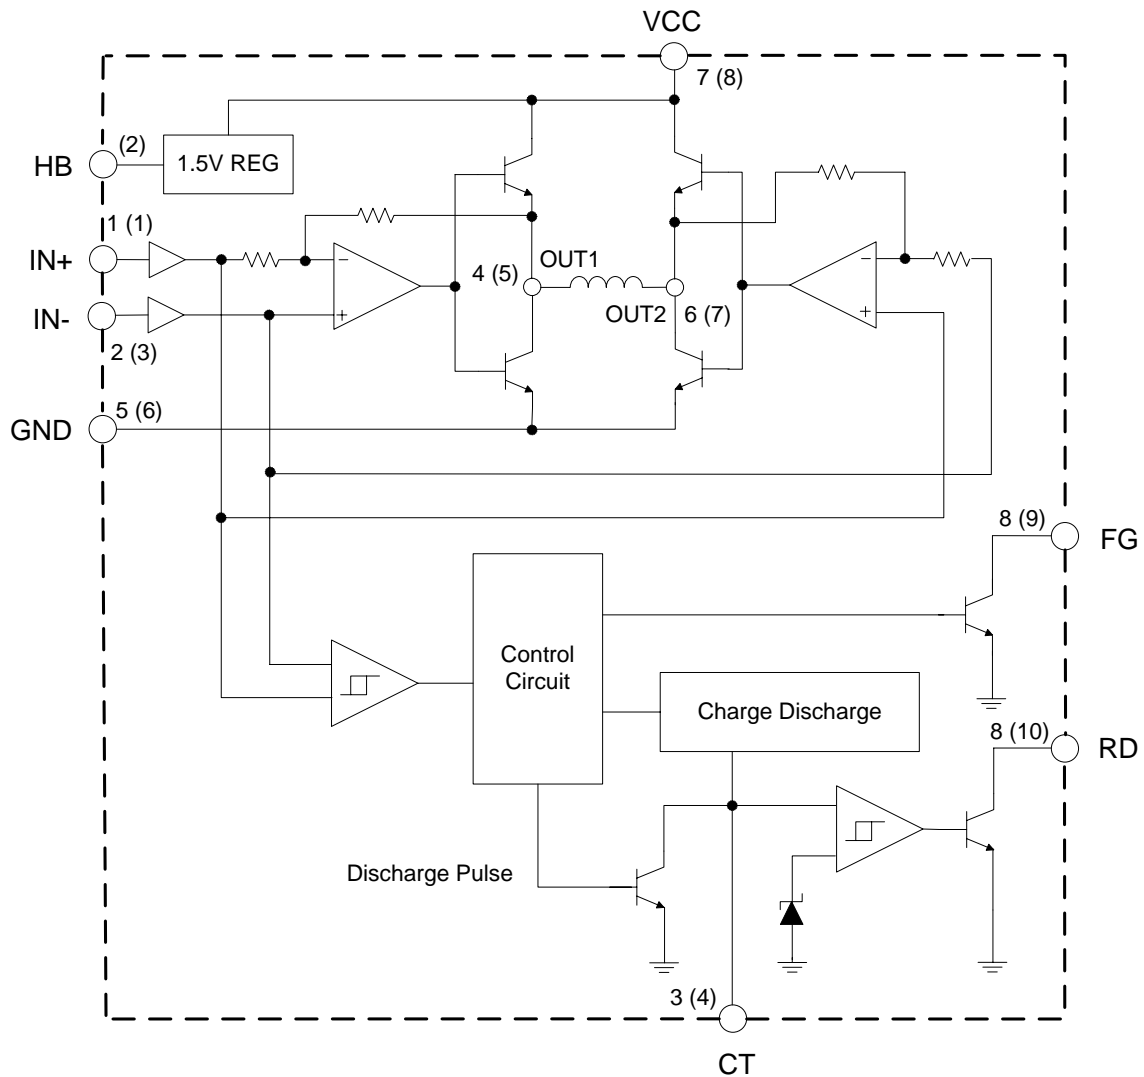 VCC
7 (8)
HB
(2)
1.5V REG
1 (1)
IN+
−
+
4 (5)
OUT1
OUT2
6 (7)
−
+
IN-
2 (3)
GND
5 (6)
8 (9)
FG
Control
Circuit
Charge Discharge
8 (10)
RD
Discharge Pulse
3 (4)
CT